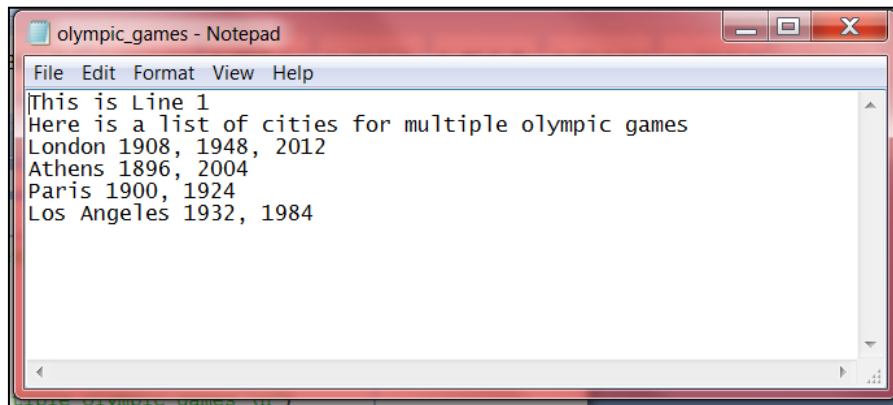 olympic_games - Notepad
File Edit Format View Help
This is Line 1
Here is a list of cities for multiple olympic games
London 1908, 1948, 2012
Athens 1896, 2004
Paris 1900, 1924
Los Angeles 1932, 1984